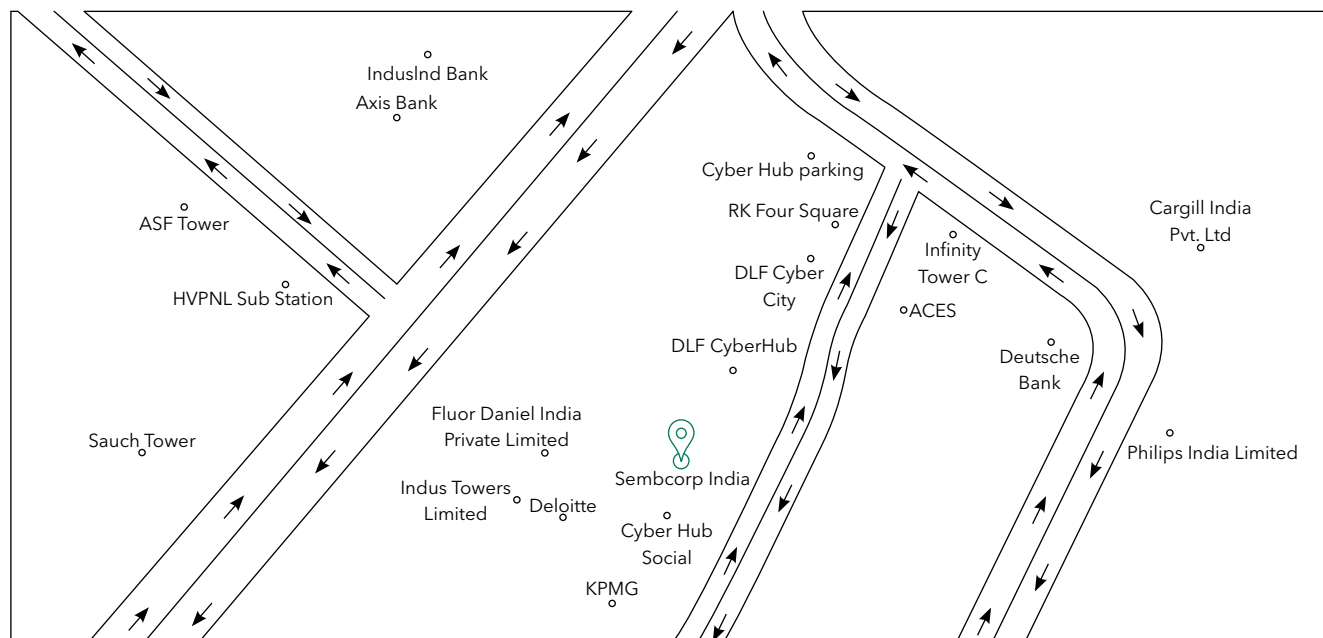 IndusInd Bank
Axis Bank
Cyber Hub parking
RK Four Square
Cargill India
Pvt. Ltd
ASF Tower
Infinity
Tower C
DLF Cyber
City
HVPNL Sub Station
ACES
DLF CyberHub
Deutsche
Bank
Fluor Daniel India
Private Limited
Sauch Tower
Philips India Limited
Sembcorp India
Indus Towers
Limited
Deloitte
Cyber Hub
Social
KPMG